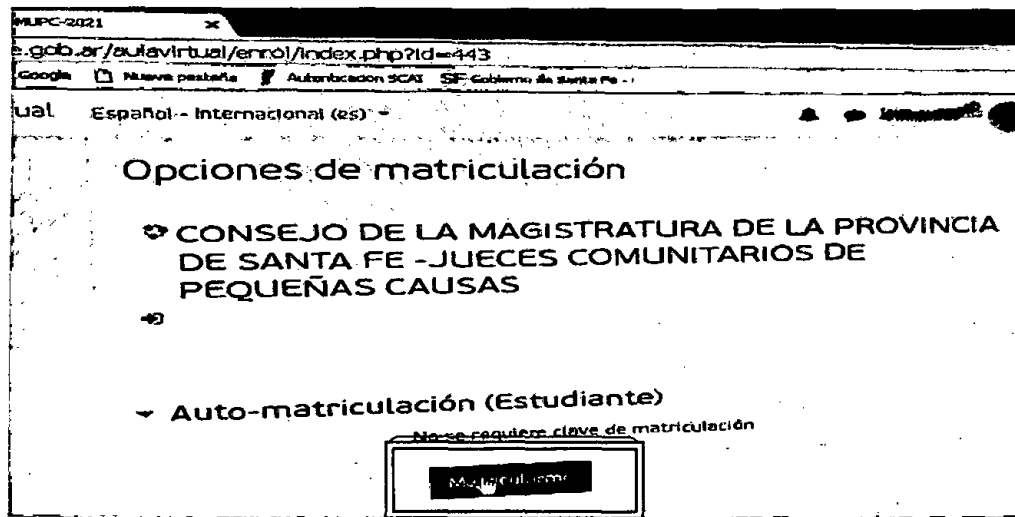 MUPC-2021
e.gob.ar/aulavirtual/enrol/index.php?id=443
Google Nueva pestaña Autenticacion SCAI SF Gobierno de Santa Fe -
ual Español - Internacional (es)
Opciones de matriculación
CONSEJO DE LA MAGISTRATURA DE LA PROVINCIA
DE SANTA FE -JUECES COMUNITARIOS DE
PEQUEÑAS CAUSAS
Auto-matriculación (Estudiante)
No se requiere clave de matriculación
Matricularme